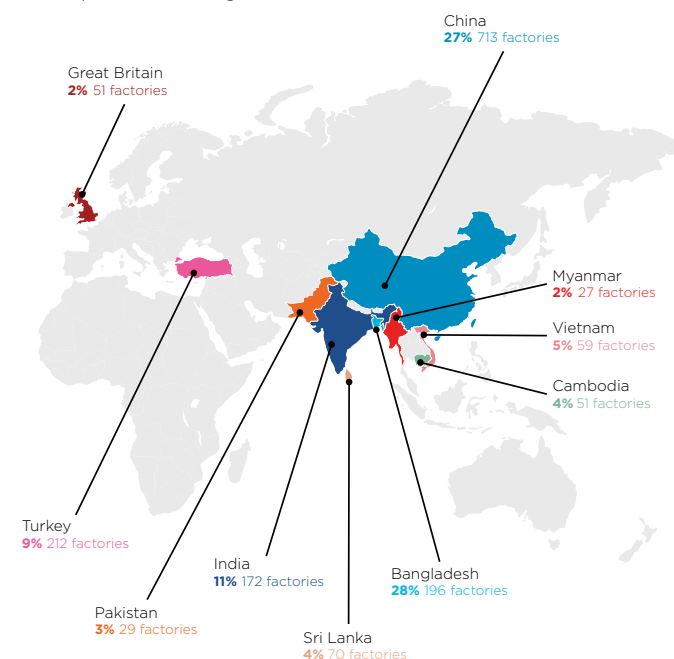 China
27% 713 factories
Great Britain
2% 51 factories
Myanmar
2% 27 factories
Vietnam
5% 59 factories
Cambodia
4% 51 factories
Turkey
9% 212 factories
India
11% 172 factories
Bangladesh
28% 196 factories
Pakistan
3% 29 factories
Sri Lanka
4% 70 factories